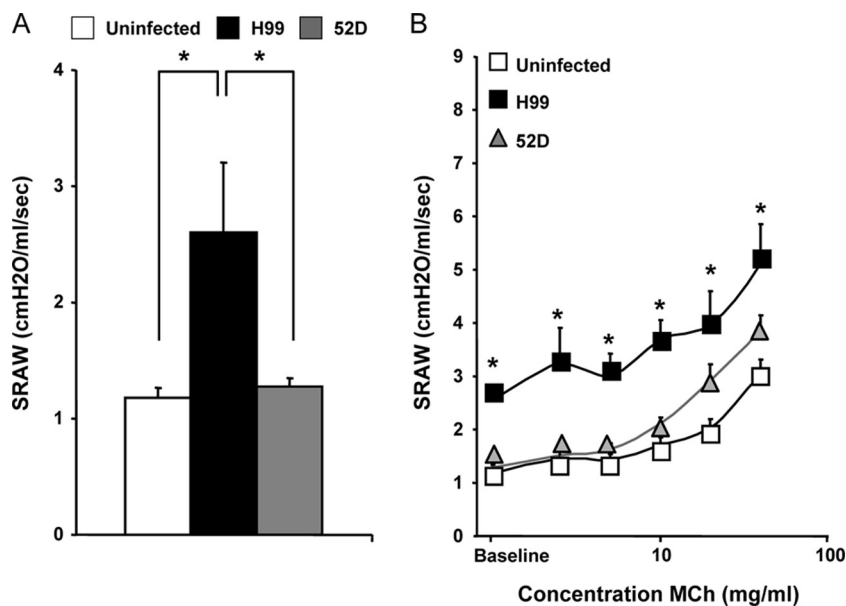 A
Uninfected H99 52D
* *
4
3
2
1
0
SRAW (cmH2O/ml/sec)
B
Uninfected
H99
52D
9
8
7
6
5
4
3
2
1
0
SRAW (cmH2O/ml/sec)
* * * * * *
Baseline 10 100
Concentration MCh (mg/ml)